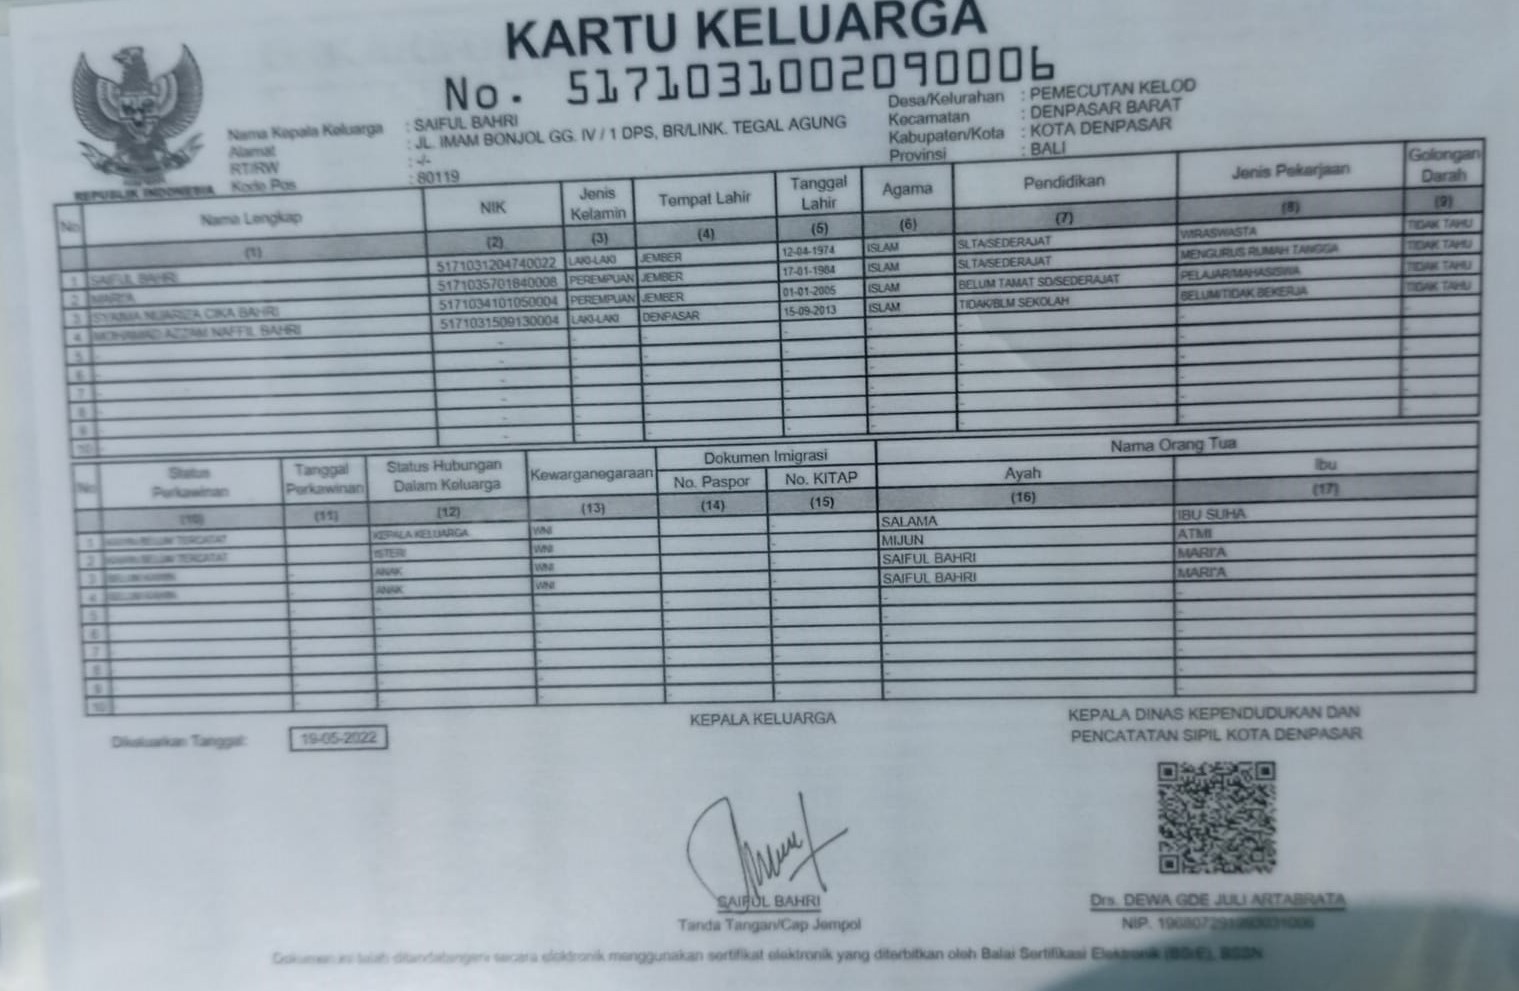 KARTU KELUARGA
No. 5171031002090006
REPUBLIK INDONESIA
Nama Kepala Keluarga : SAIFUL BAHRI
Alamat : JL. IMAM BONJOL GG. IV / 1 DPS, BR/LINK. TEGAL AGUNG
RT/RW : -/-
Kode Pos : 80119
Desa/Kelurahan : PEMECUTAN KELOD
Kecamatan : DENPASAR BARAT
Kabupaten/Kota : KOTA DENPASAR
Provinsi : BALI
No Nama Lengkap NIK Jenis Kelamin Tempat Lahir Tanggal Lahir Agama Pendidikan Jenis Pekerjaan Golongan Darah
(1) (2) (3) (4) (5) (6) (7) (8) (9)
1 SAIFUL BAHRI 5171031204740022 LAKI-LAKI JEMBER 12-04-1974 ISLAM SLTA/SEDERAJAT WIRASWASTA TIDAK TAHU
2 MARI'A 5171035701840008 PEREMPUAN JEMBER 17-01-1984 ISLAM SLTA/SEDERAJAT MENGURUS RUMAH TANGGA TIDAK TAHU
3 CIKA BAHRI 5171034101050004 PEREMPUAN JEMBER 01-01-2005 ISLAM BELUM TAMAT SD/SEDERAJAT PELAJAR/MAHASISWA TIDAK TAHU
4 MOHAMAD AZZAM NAFFIL BAHRI 5171031509130004 LAKI-LAKI DENPASAR 15-09-2013 ISLAM TIDAK/BLM SEKOLAH BELUM/TIDAK BEKERJA TIDAK TAHU
5 - - - - - - - -
6 - - - - - - - -
7 - - - - - - - -
8 - - - - - - - -
9 - - - - - - - -
10 - - - - - - - -
No Status Perkawinan Tanggal Perkawinan Status Hubungan Dalam Keluarga Kewarganegaraan Dokumen Imigrasi Nama Orang Tua
No. Paspor No. KITAP Ayah Ibu
(10) (11) (12) (13) (14) (15) (16) (17)
1 KAWIN BELUM TERCATAT KEPALA KELUARGA WNI - SALAMA IBU SUHA
2 KAWIN BELUM TERCATAT ISTERI WNI - MIJUN ATMI
3 BELUM KAWIN - ANAK WNI - SAIFUL BAHRI MARI'A
4 BELUM KAWIN - ANAK WNI - SAIFUL BAHRI MARI'A
5 - - - - - - - -
6 - - - - - - - -
7 - - - - - - - -
8 - - - - - - - -
9 - - - - - - - -
10 - - - - - - - -
Dikeluarkan Tanggal: 19-05-2022
KEPALA KELUARGA
SAIFUL BAHRI
Tanda Tangan/Cap Jempol
KEPALA DINAS KEPENDUDUKAN DAN
PENCATATAN SIPIL KOTA DENPASAR
Drs. DEWA GDE JULI ARTABRATA
NIP.
Dokumen ini telah ditandatangani secara elektronik menggunakan sertifikat elektronik yang diterbitkan oleh Balai Sertifikasi Elektronik (BSrE), BSSN